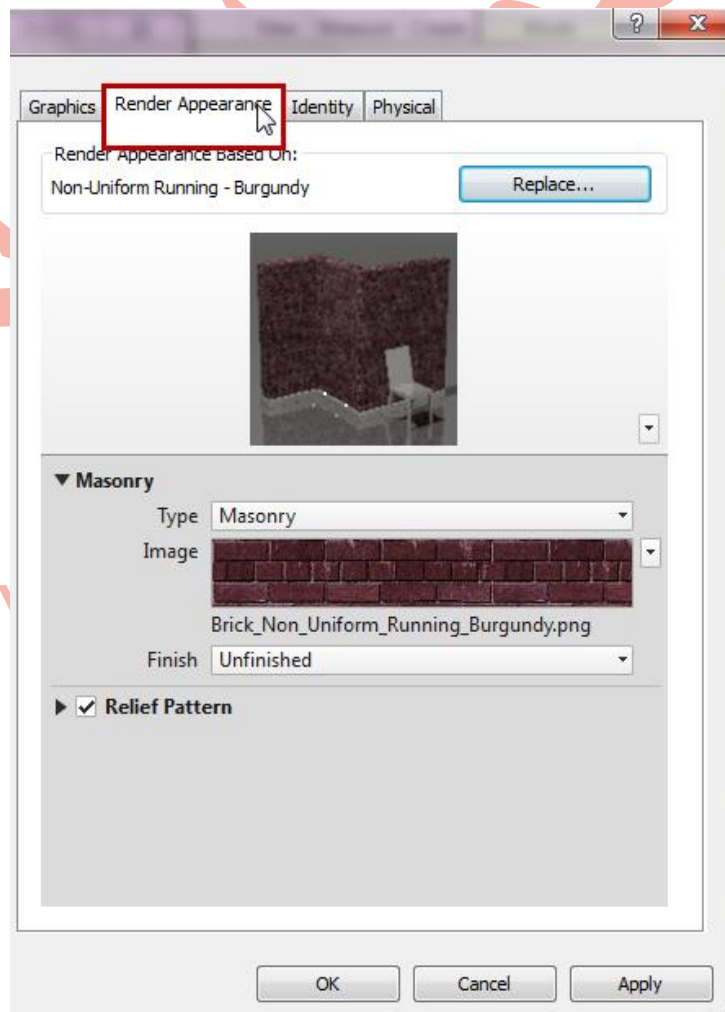 ?
x
Graphics Render Appearance Identity Physical
Render Appearance Based On:
Non-Uniform Running - Burgundy Replace...
Masonry
Type Masonry
Image
Brick_Non_Uniform_Running_Burgundy.png
Finish Unfinished
Relief Pattern
OK Cancel Apply